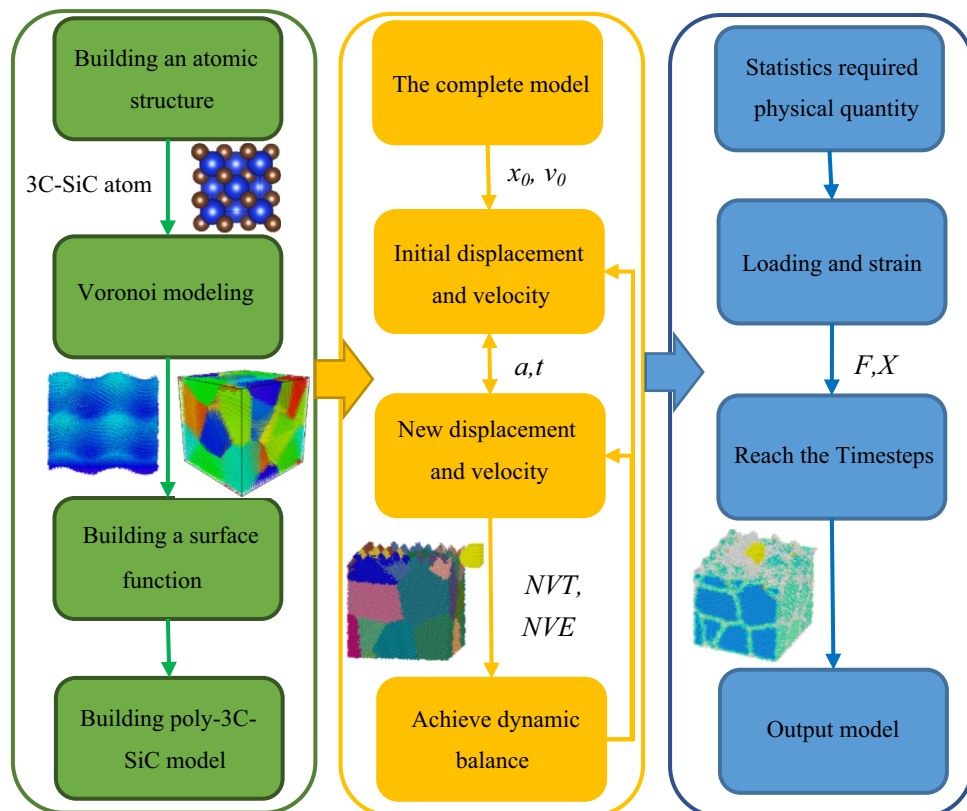 Building an atomic
structure
3C-SiC atom
Voronoi modeling
Building a surface
function
Building poly-3C-
SiC model
The complete model
x0, v0
Initial displacement
and velocity
a,t
New displacement
and velocity
NVT,
NVE
Achieve dynamic
balance
Statistics required
physical quantity
Loading and strain
F,X
Reach the Timesteps
Output model